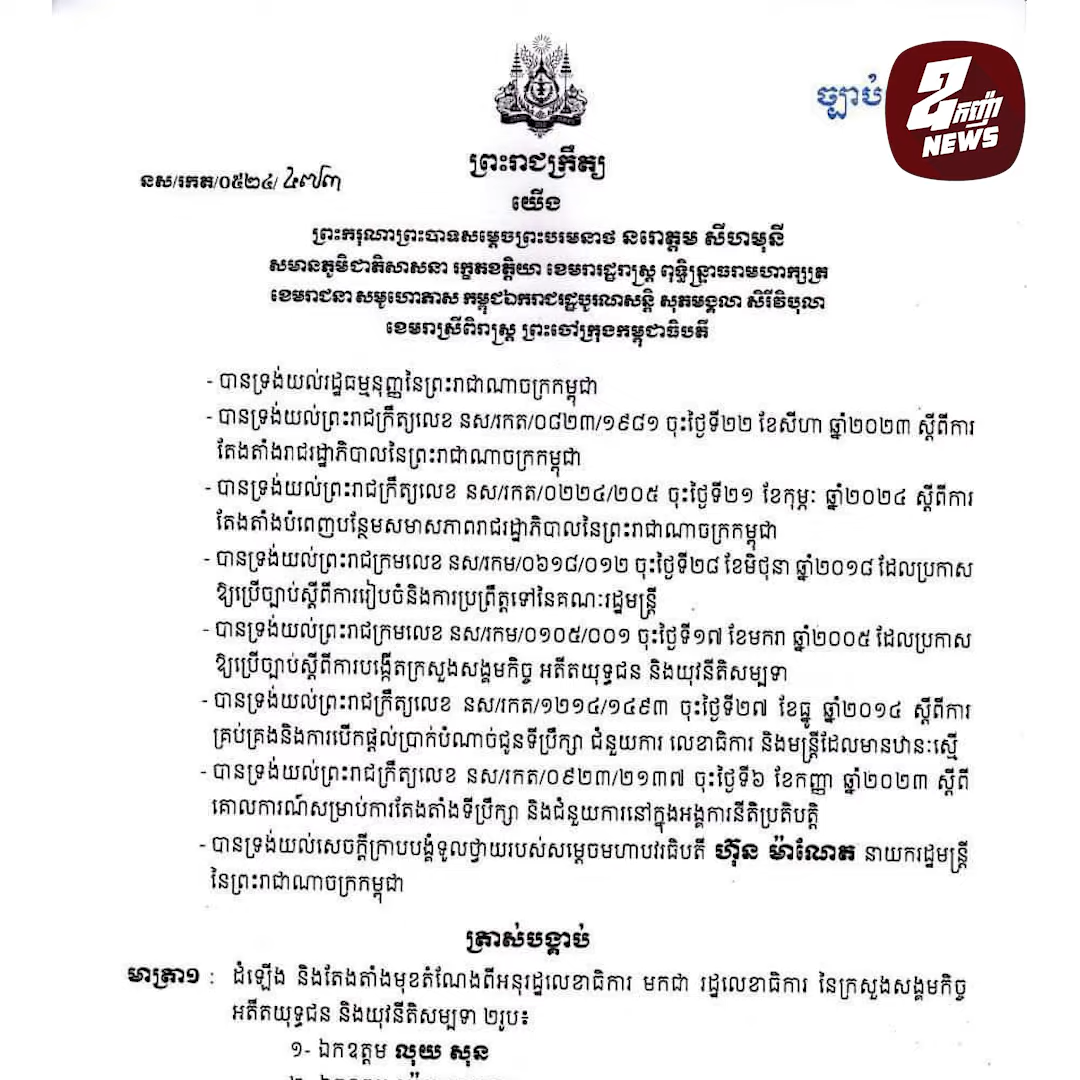 ច្បាប់
ឧកញ៉ា
NEWS
ព្រះរាជក្រឹត្យ
នស/រកត/០៥២៤/ ៤៧៣
យើង
ព្រះករុណាព្រះបាទសម្តេចព្រះបរមនាថ នរោត្តម សីហមុនី
សមានភូមិជាតិសាសនា រក្ខតខត្តិយា ខេមរារដ្ឋរាស្ត្រ ពុទ្ធិន្ទ្រាធរាមហាក្សត្រ
ខេមរាជនា សមូហោភាស កម្ពុជឯករាជរដ្ឋបូរណសន្តិ សុភមង្គលា សិរីវិបុលា
ខេមរាស្រីពិរាស្ត្រ ព្រះចៅក្រុងកម្ពុជាធិបតី
- បានទ្រង់យល់រដ្ឋធម្មនុញ្ញនៃព្រះរាជាណាចក្រកម្ពុជា
- បានទ្រង់យល់ព្រះរាជក្រឹត្យលេខ នស/រកត/០៨២៣/១៩៨១ ចុះថ្ងៃទី២២ ខែសីហា ឆ្នាំ២០២៣ ស្តីពីការ
តែងតាំងរាជរដ្ឋាភិបាលនៃព្រះរាជាណាចក្រកម្ពុជា
- បានទ្រង់យល់ព្រះរាជក្រឹត្យលេខ នស/រកត/០២២៤/២០៥ ចុះថ្ងៃទី២១ ខែកុម្ភៈ ឆ្នាំ២០២៤ ស្តីពីការ
តែងតាំងបំពេញបន្ថែមសមាសភាពរាជរដ្ឋាភិបាលនៃព្រះរាជាណាចក្រកម្ពុជា
- បានទ្រង់យល់ព្រះរាជក្រមលេខ នស/រកម/០៦១៨/០១២ ចុះថ្ងៃទី២៨ ខែមិថុនា ឆ្នាំ២០១៨ ដែលប្រកាស
ឱ្យប្រើច្បាប់ស្តីពីការរៀបចំនិងការប្រព្រឹត្តទៅនៃគណៈរដ្ឋមន្ត្រី
- បានទ្រង់យល់ព្រះរាជក្រមលេខ នស/រកម/០១០៥/០០១ ចុះថ្ងៃទី១៧ ខែមករា ឆ្នាំ២០០៥ ដែលប្រកាស
ឱ្យប្រើច្បាប់ស្តីពីការបង្កើតក្រសួងសង្គមកិច្ច អតីតយុទ្ធជន និងយុវនីតិសម្បទា
- បានទ្រង់យល់ព្រះរាជក្រឹត្យលេខ នស/រកត/១២១៤/១៤៩៣ ចុះថ្ងៃទី២៧ ខែធ្នូ ឆ្នាំ២០១៤ ស្តីពីការ
គ្រប់គ្រងនិងការបើកផ្តល់ប្រាក់បំណាច់ជូនទីប្រឹក្សា ជំនួយការ លេខាធិការ និងមន្ត្រីដែលមានឋានៈស្មើ
- បានទ្រង់យល់ព្រះរាជក្រឹត្យលេខ នស/រកត/០៩២៣/២១៣៧ ចុះថ្ងៃទី៦ ខែកញ្ញា ឆ្នាំ២០២៣ ស្តីពី
គោលការណ៍សម្រាប់ការតែងតាំងទីប្រឹក្សា និងជំនួយការនៅក្នុងអង្គការនីតិប្រតិបត្តិ
- បានទ្រង់យល់សេចក្តីក្រាបបង្គំទូលថ្វាយរបស់សម្តេចមហាបវរធិបតី ហ៊ុន ម៉ាណែត នាយករដ្ឋមន្ត្រី
នៃព្រះរាជាណាចក្រកម្ពុជា
ត្រាស់បង្គាប់
មាត្រា១ : ដំឡើង និងតែងតាំងមុខតំណែងពីអនុរដ្ឋលេខាធិការ មកជា រដ្ឋលេខាធិការ នៃក្រសួងសង្គមកិច្ច
អតីតយុទ្ធជន និងយុវនីតិសម្បទា ២រូប៖
១- ឯកឧត្តម លុយ សុន